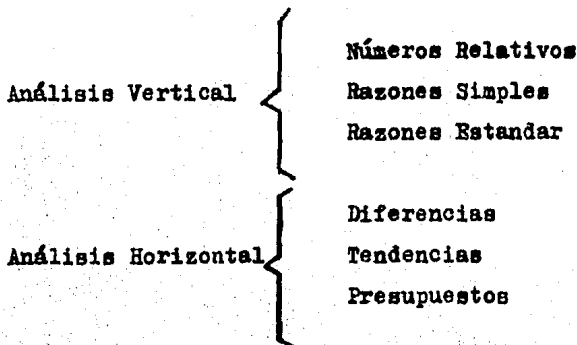 Números Relativos
Análisis Vertical
Razones Simples
Razones Estandar
Diferencias
Análisis Horizontal
Tendencias
Presupuestos